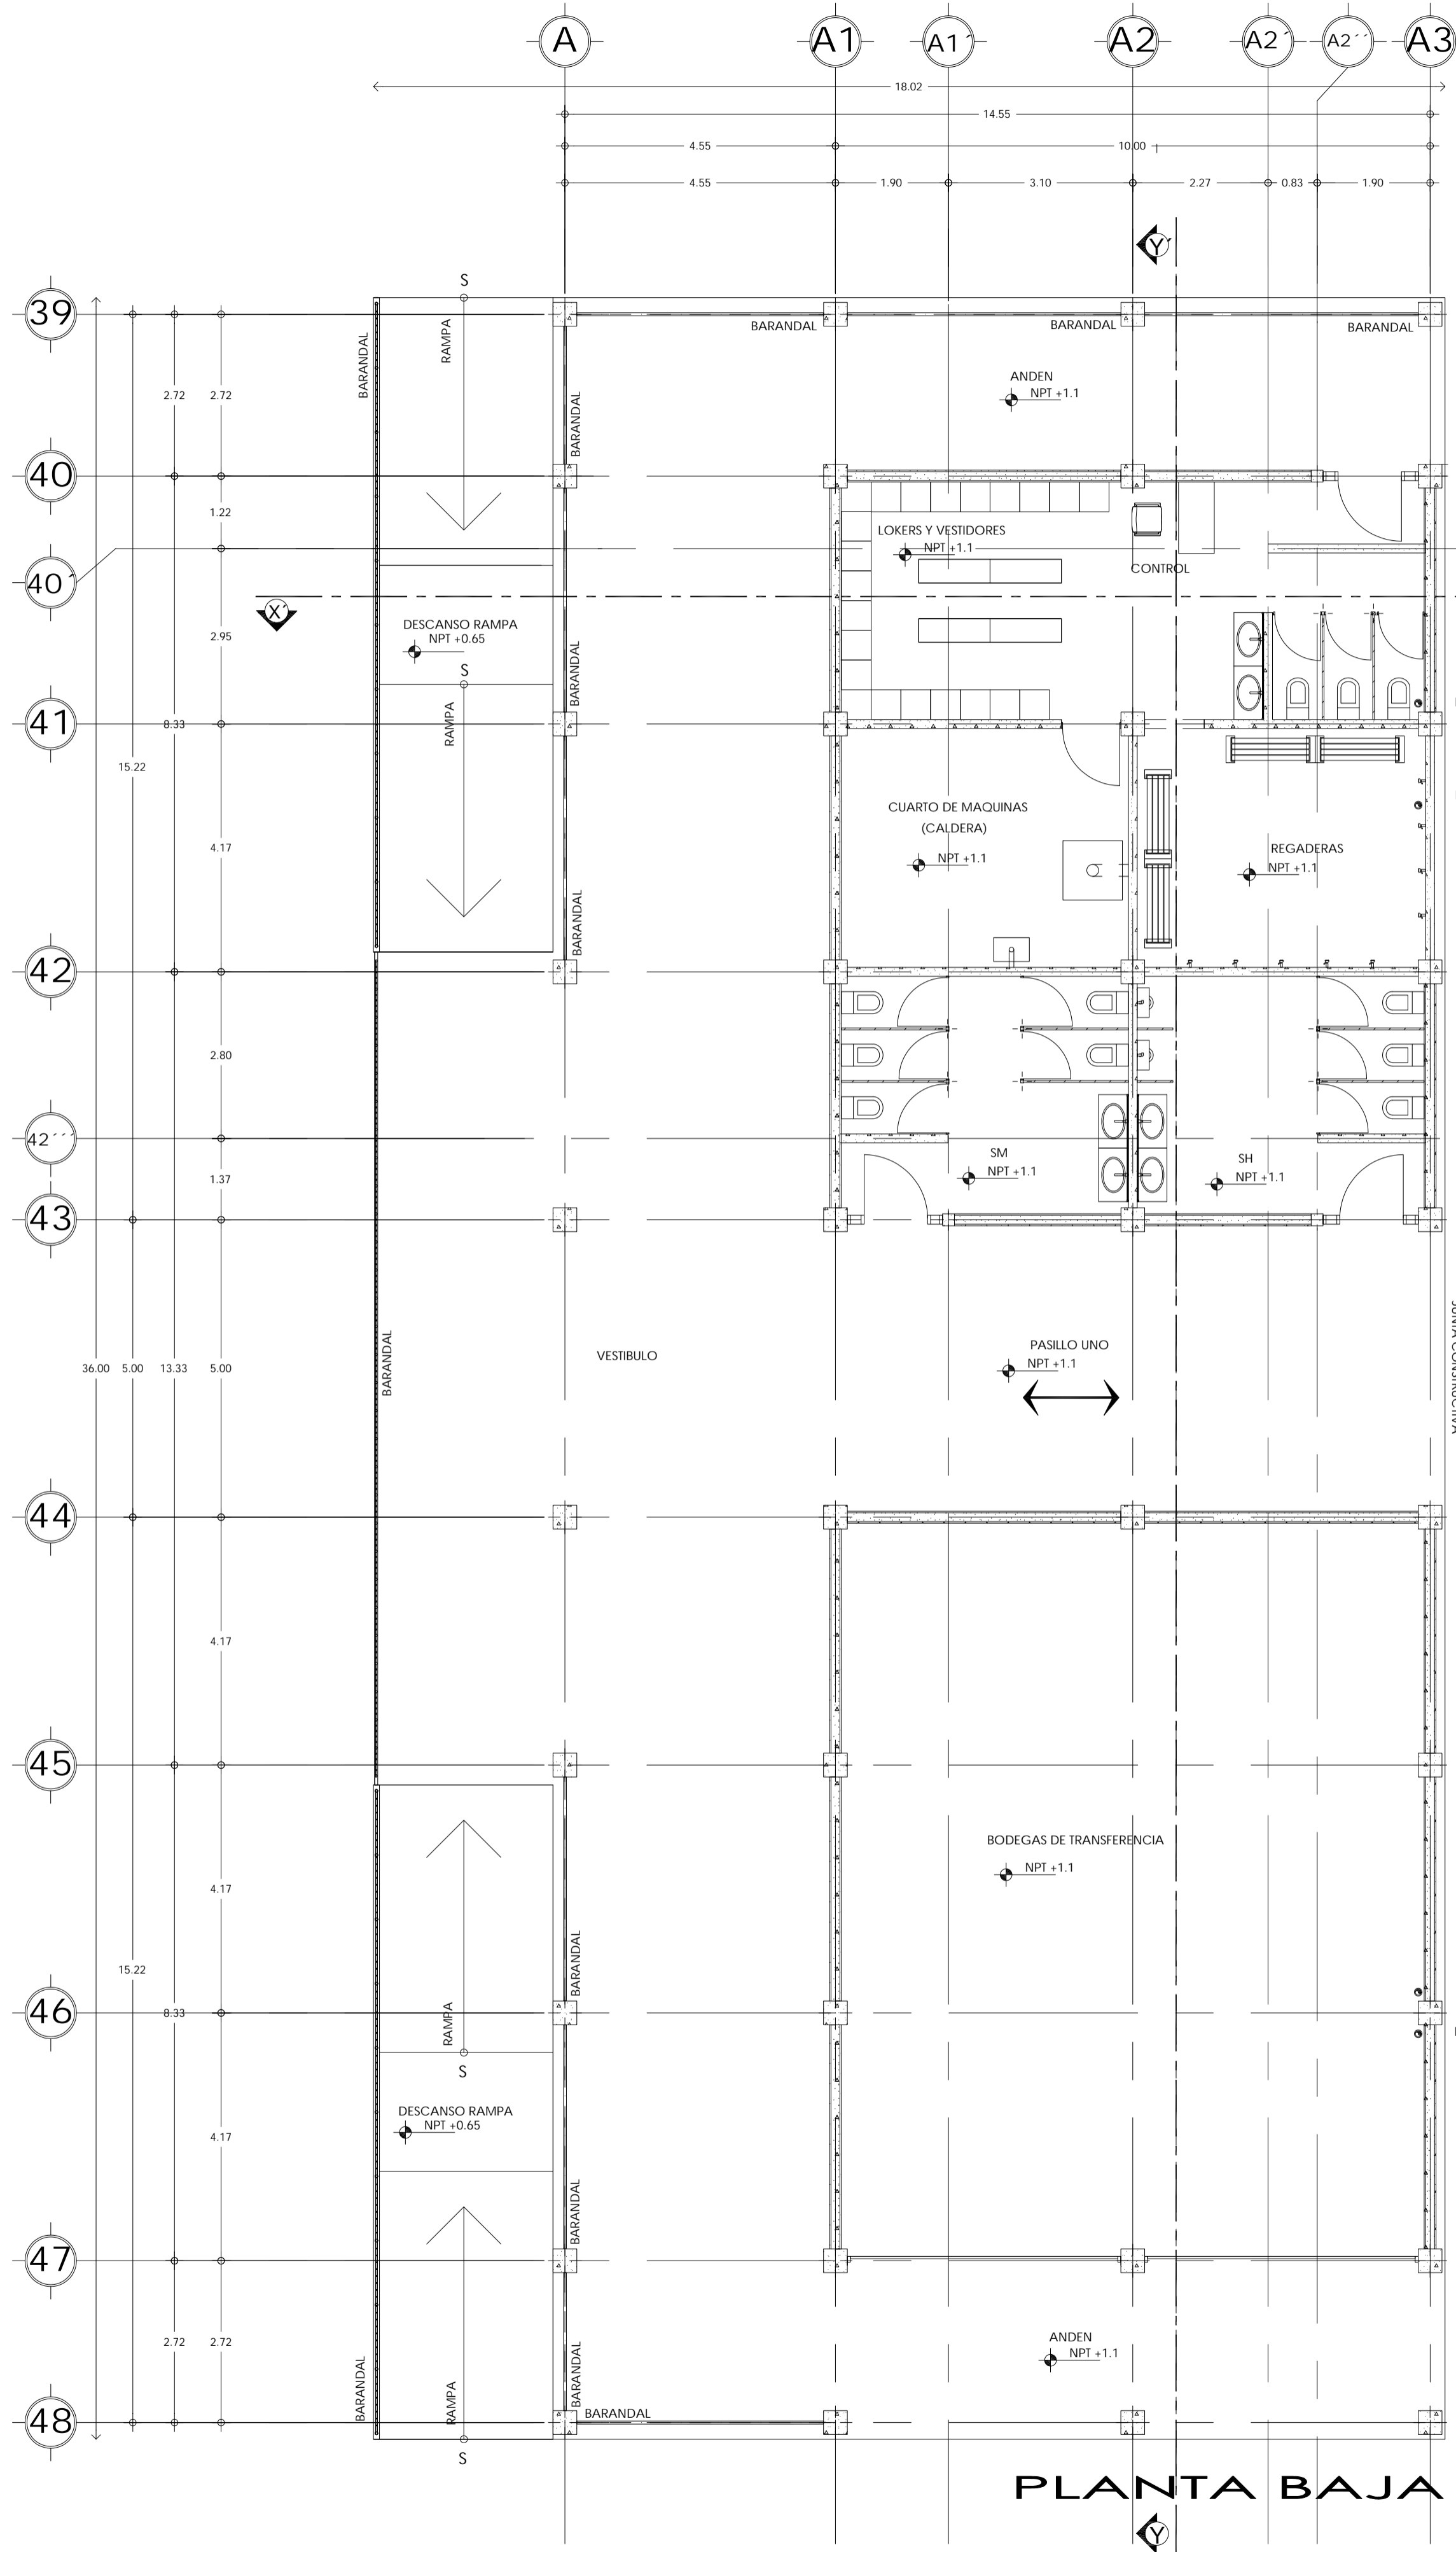 A A1 A1´ A2 A2´ A2´´ A3
18.02
14.55
4.55 10.00
4.55 1.90 3.10 2.27 0.83 1.90
Y´
S
39
BARANDAL
RAMPA
BARANDAL BARANDAL BARANDAL
ANDEN
NPT +1.1
2.72 2.72
BARANDAL
40
1.22
LOKERS Y VESTIDORES
NPT +1.1
CONTROL
40´
X´
DESCANSO RAMPA
NPT +0.65
2.95
S
BARANDAL
RAMPA
41
8.33
15.22
CUARTO DE MAQUINAS
(CALDERA)
NPT +1.1
4.17
REGADERAS
NPT +1.1
BARANDAL
42
2.80
42´´´
SM
NPT +1.1
SH
NPT +1.1
1.37
43
BARANDAL
VESTIBULO
PASILLO UNO
NPT +1.1
36.00 5.00 13.33 5.00
JUNTA CONSTRUCTIVA
44
4.17
45
BODEGAS DE TRANSFERENCIA
NPT +1.1
4.17
BARANDAL
15.22
46
8.33
RAMPA
S
DESCANSO RAMPA
NPT +0.65
4.17
BARANDAL
47
ANDEN
NPT +1.1
2.72 2.72
BARANDAL
RAMPA
BARANDAL
BARANDAL
48
S
PLANTA BAJA
Y